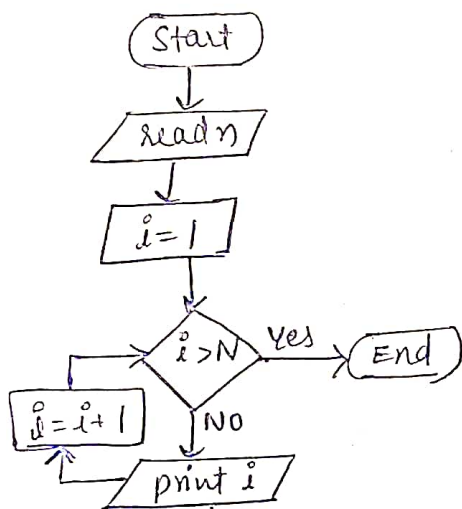 Start
read n
i = 1
i > N
Yes
End
NO
i = i + 1
print i